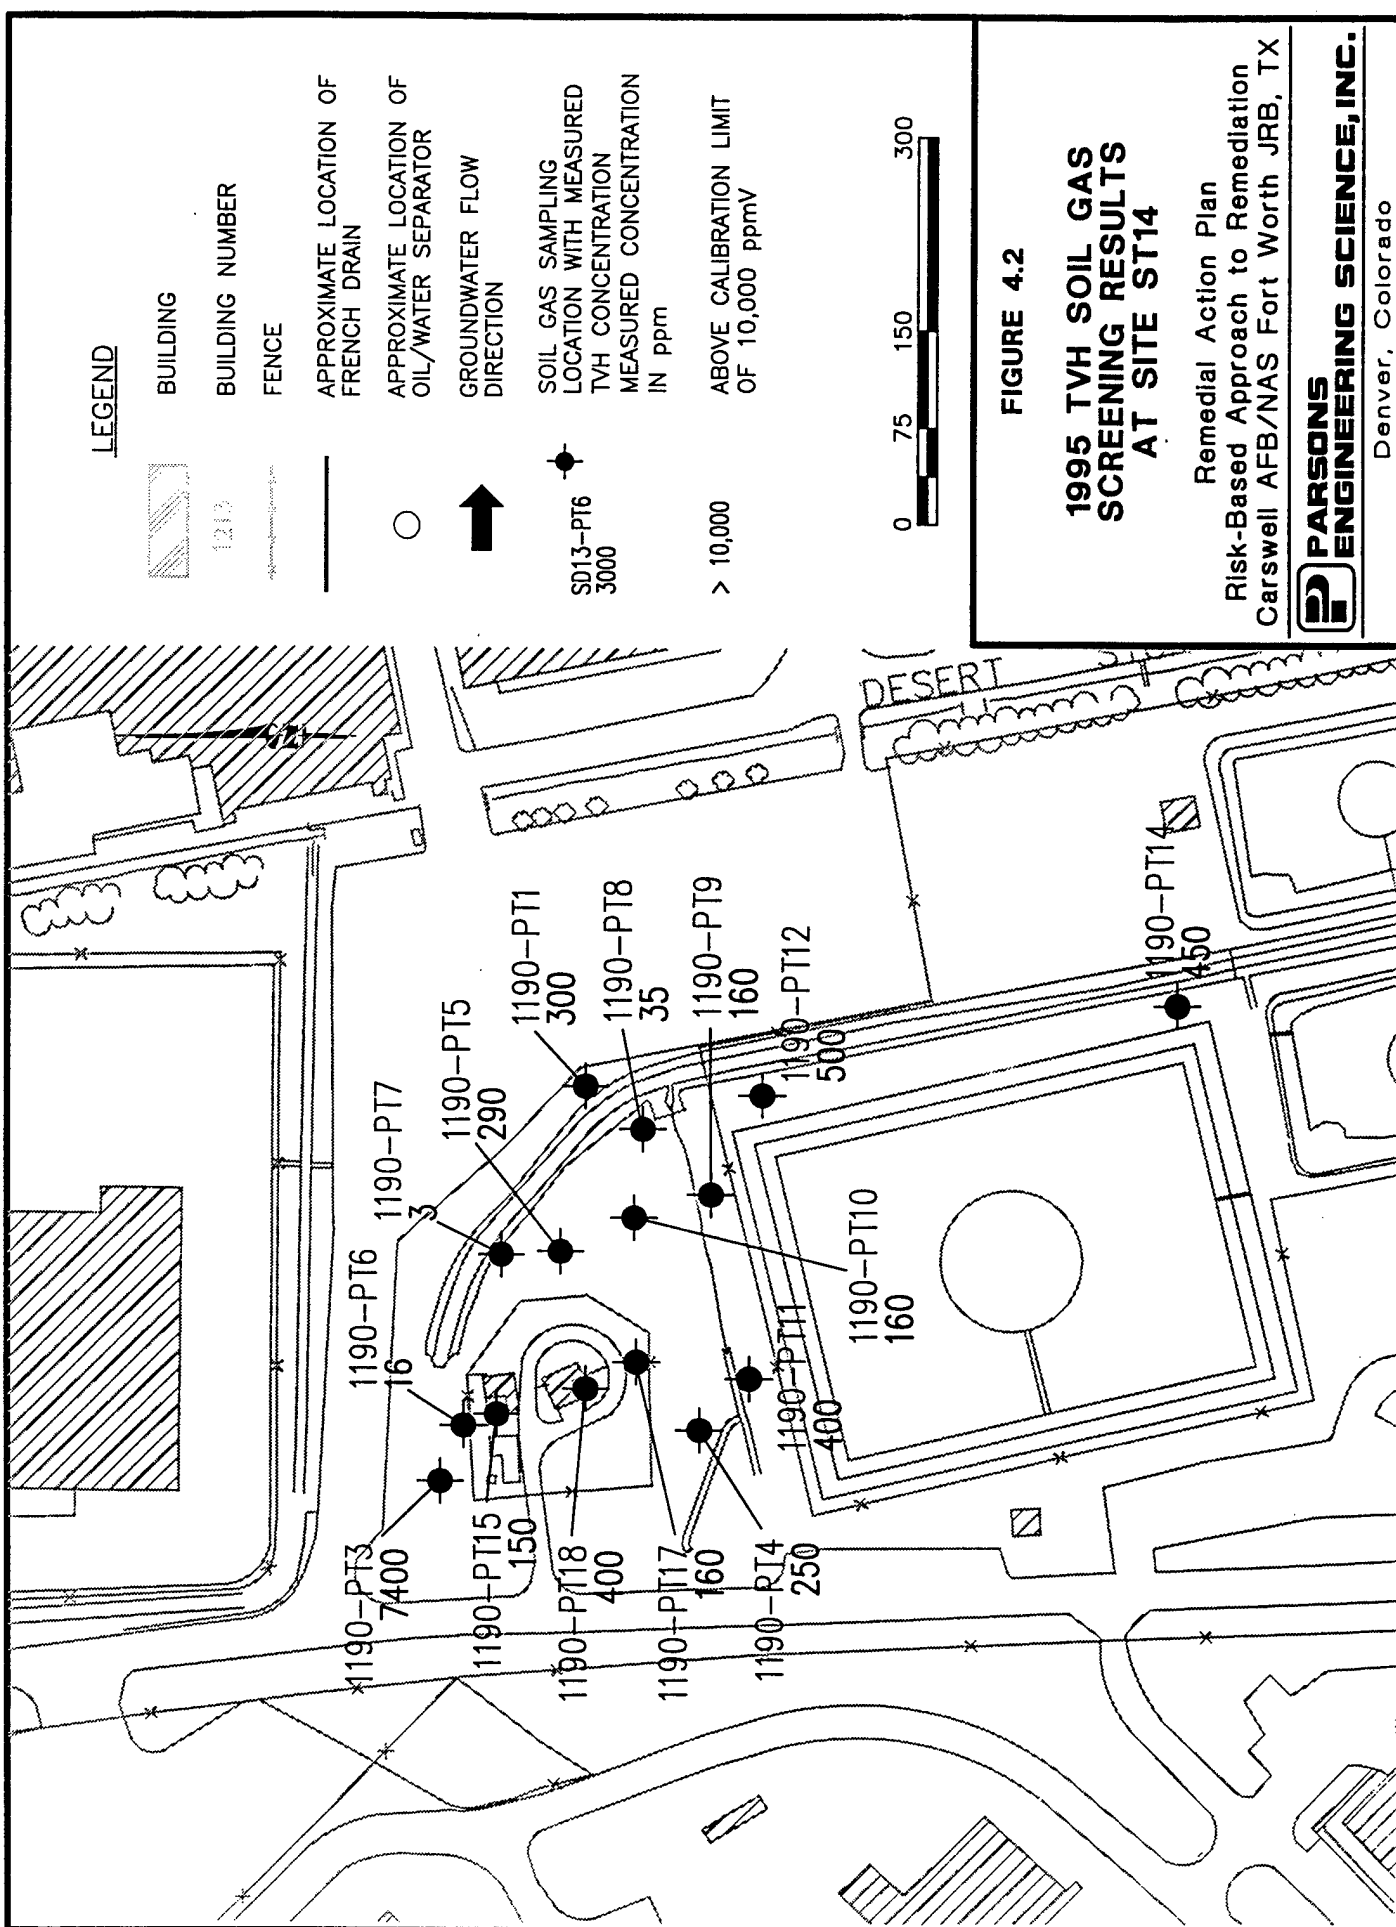 LEGEND
BUILDING
1213
BUILDING NUMBER
FENCE
APPROXIMATE LOCATION OF
FRENCH DRAIN
APPROXIMATE LOCATION OF
OIL/WATER SEPARATOR
GROUNDWATER FLOW
DIRECTION
SD13-PT6
3000
SOIL GAS SAMPLING
LOCATION WITH MEASURED
TVH CONCENTRATION
MEASURED CONCENTRATION
IN ppm
> 10,000
ABOVE CALIBRATION LIMIT
OF 10,000 ppmV
0 75 150 300
FIGURE 4.2
1995 TVH SOIL GAS
SCREENING RESULTS
AT SITE ST14
Remedial Action Plan
Risk-Based Approach to Remediation
Carswell AFB/NAS Fort Worth JRB, TX
PARSONS
ENGINEERING SCIENCE, INC.
Denver, Colorado
DESERT
1190-PT3
7400
1190-PT6
16
1190-PT7
3
1190-PT5
290
1190-PT1
300
1190-PT8
35
1190-PT9
160
1190-PT12
500
1190-PT14
450
1190-PT15
150
1190-PT18
400
1190-PT17
160
1190-PT4
250
1190-PT11
400
1190-PT10
160